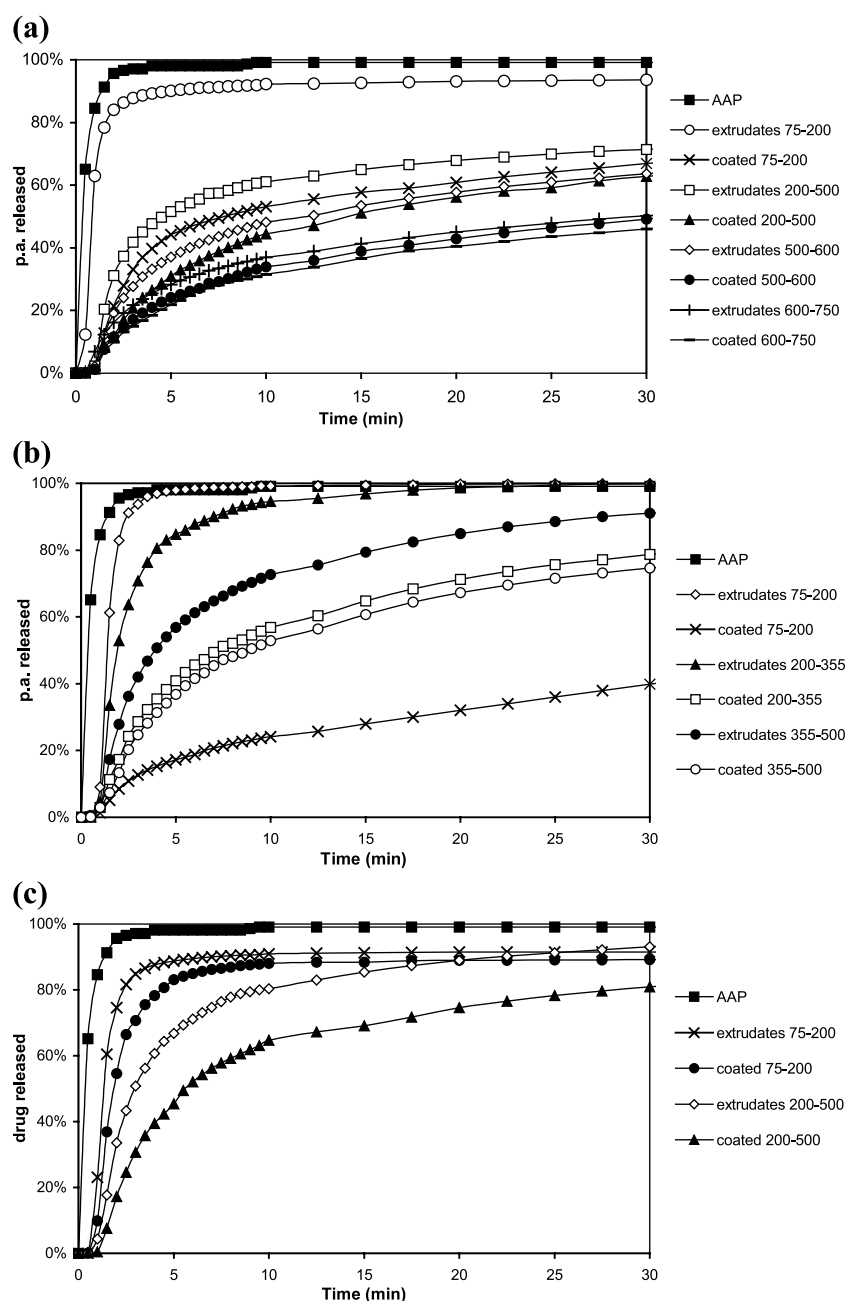 (a)
100%
80%
60%
40%
20%
0%
p.a. released
0 5 10 15 20 25 30
Time (min)
AAP
extrudates 75-200
coated 75-200
extrudates 200-500
coated 200-500
extrudates 500-600
coated 500-600
extrudates 600-750
coated 600-750
(b)
100%
80%
60%
40%
20%
0%
p.a. released
0 5 10 15 20 25 30
Time (min)
AAP
extrudates 75-200
coated 75-200
extrudates 200-355
coated 200-355
extrudates 355-500
coated 355-500
(c)
100%
80%
60%
40%
20%
0%
drug released
0 5 10 15 20 25 30
Time (min)
AAP
extrudates 75-200
coated 75-200
extrudates 200-500
coated 200-500